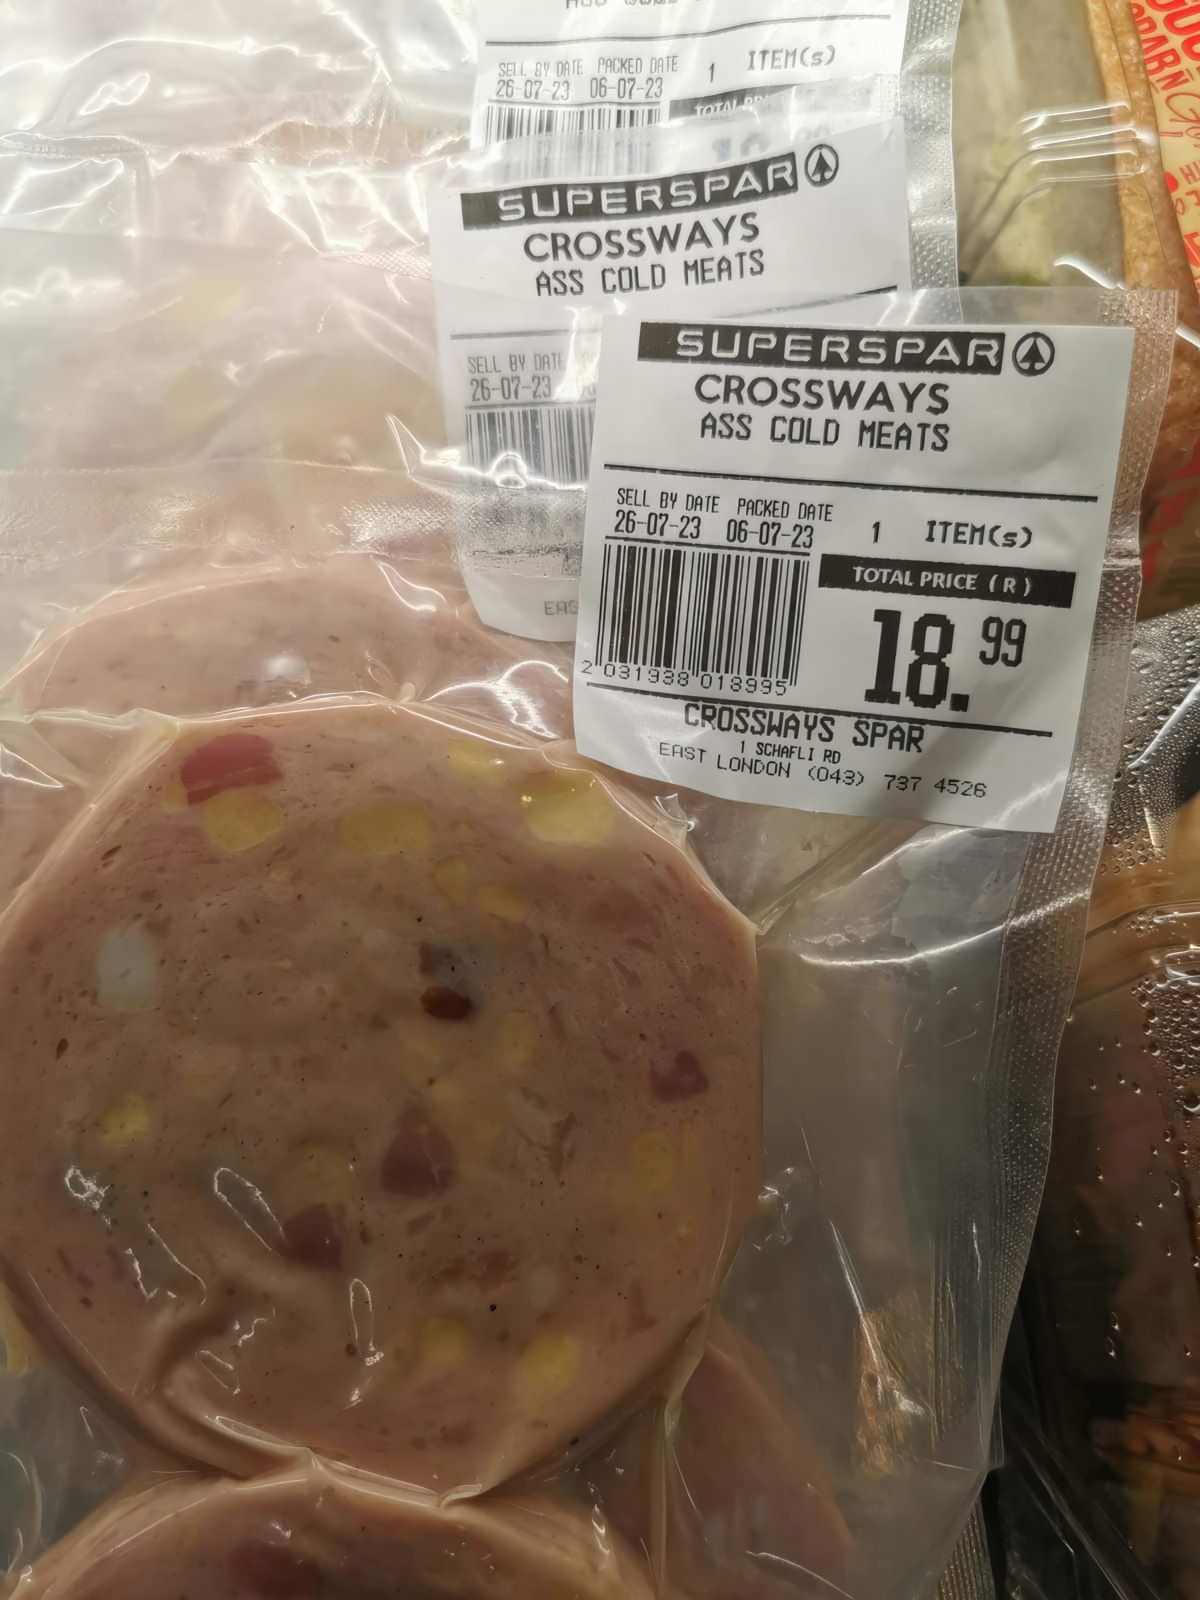 SELL BY DATE PACKED DATE
26-07-23 06-07-23 1 ITEM(s)
SUPERSPAR
CROSSWAYS
ASS COLD MEATS
SELL BY DATE
26-07-23
EAS
SUPERSPAR
CROSSWAYS
ASS COLD MEATS
SELL BY DATE PACKED DATE
26-07-23 06-07-23 1 ITEM(s)
TOTAL PRICE (R)
18.99
2 031938 018995
CROSSWAYS SPAR
1 SCHAFLI RD
EAST LONDON (043) 737 4526